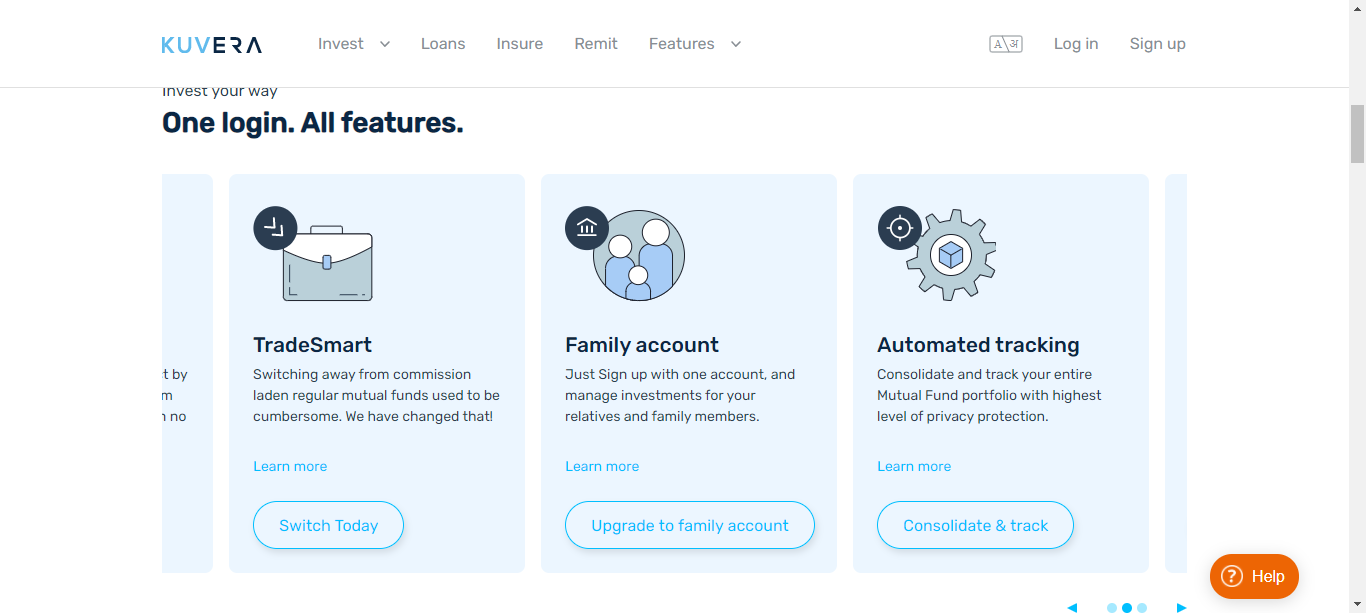 KUVERA
Invest
Loans
Insure
Remit
Features
A अ
Log in
Sign up
Invest your way
One login. All features.
t by
m
no
TradeSmart
Switching away from commission
laden regular mutual funds used to be
cumbersome. We have changed that!
Learn more
Switch Today
Family account
Just Sign up with one account, and
manage investments for your
relatives and family members.
Learn more
Upgrade to family account
Automated tracking
Consolidate and track your entire
Mutual Fund portfolio with highest
level of privacy protection.
Learn more
Consolidate & track
? Help